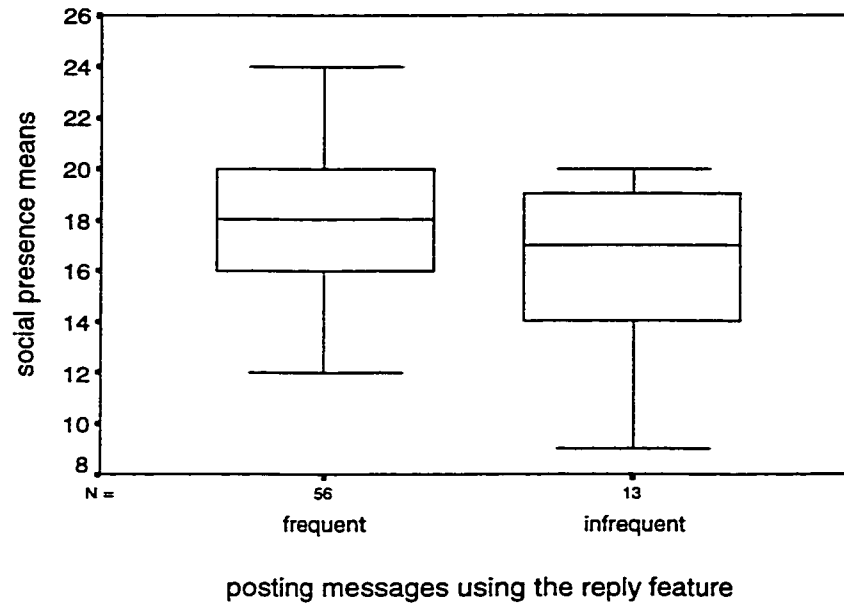 26
24
22
20
18
16
14
12
10
8
social presence means
N = 56 13
frequent infrequent
posting messages using the reply feature